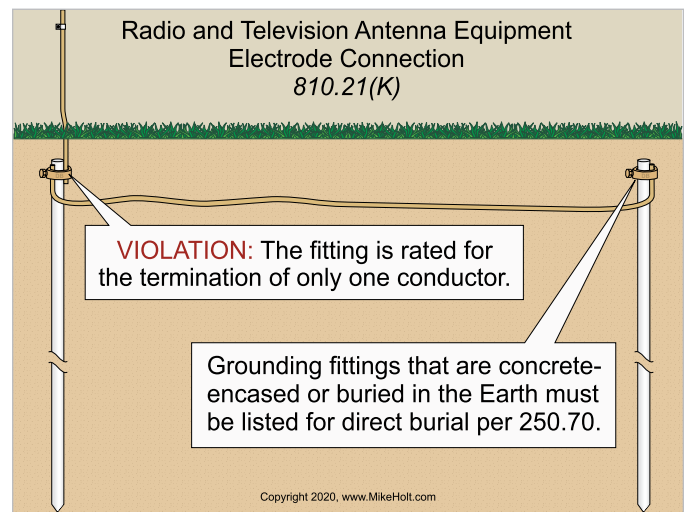 Radio and Television Antenna Equipment
Electrode Connection
810.21(K)
VIOLATION: The fitting is rated for
the termination of only one conductor.
Grounding fittings that are concrete-
encased or buried in the Earth must
be listed for direct burial per 250.70.
Copyright 2020, www.MikeHolt.com